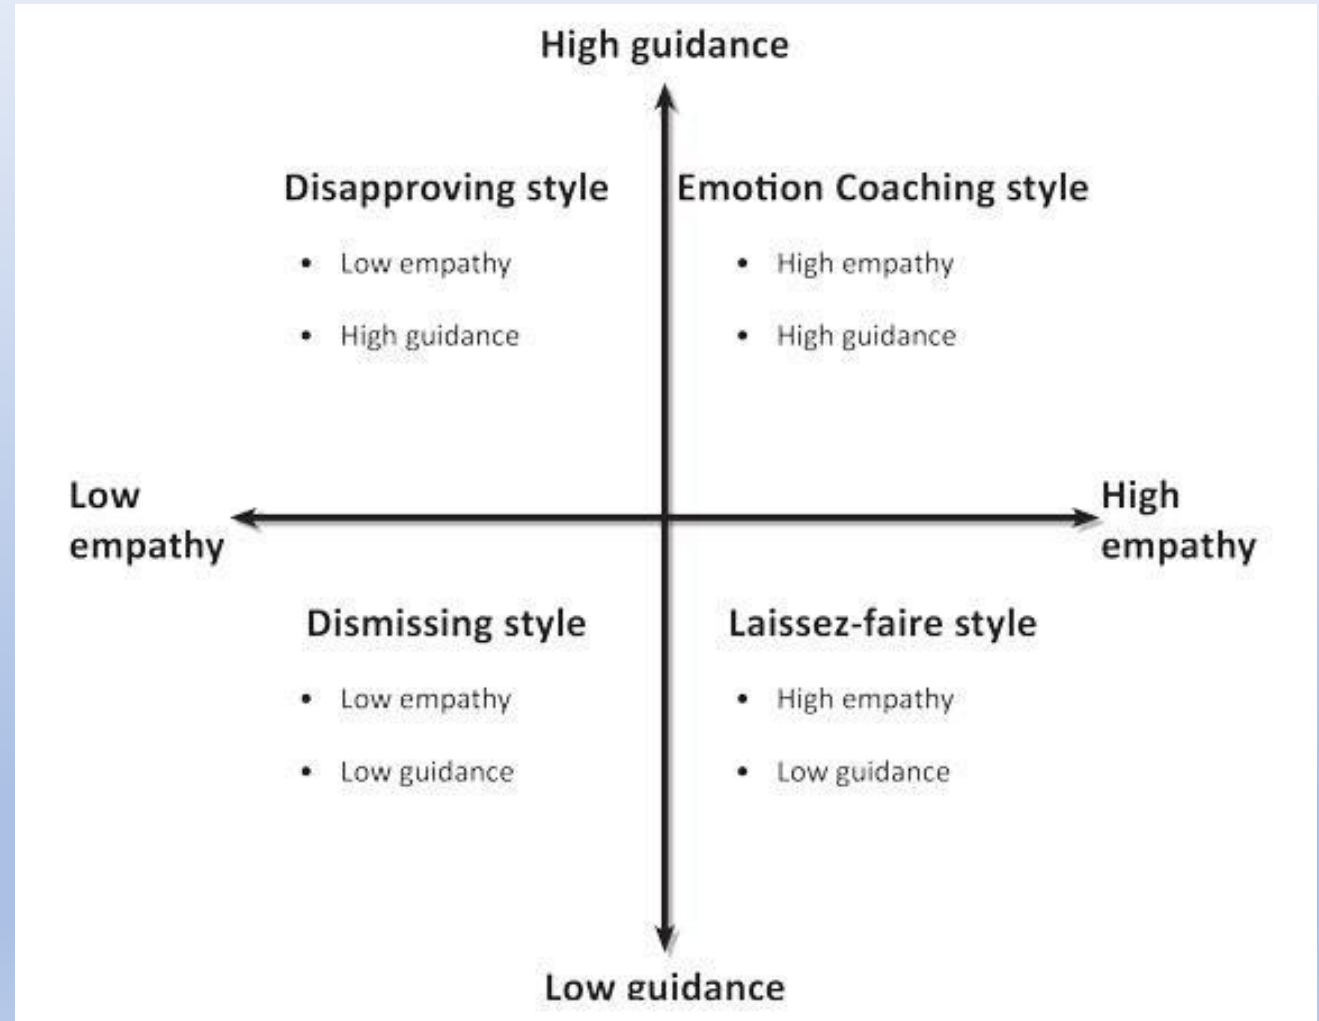 High guidance
Disapproving style
• Low empathy
• High guidance
Emotion Coaching style
• High empathy
• High guidance
Low
empathy
High
empathy
Dismissing style
• Low empathy
• Low guidance
Laissez-faire style
• High empathy
• Low guidance
Low guidance